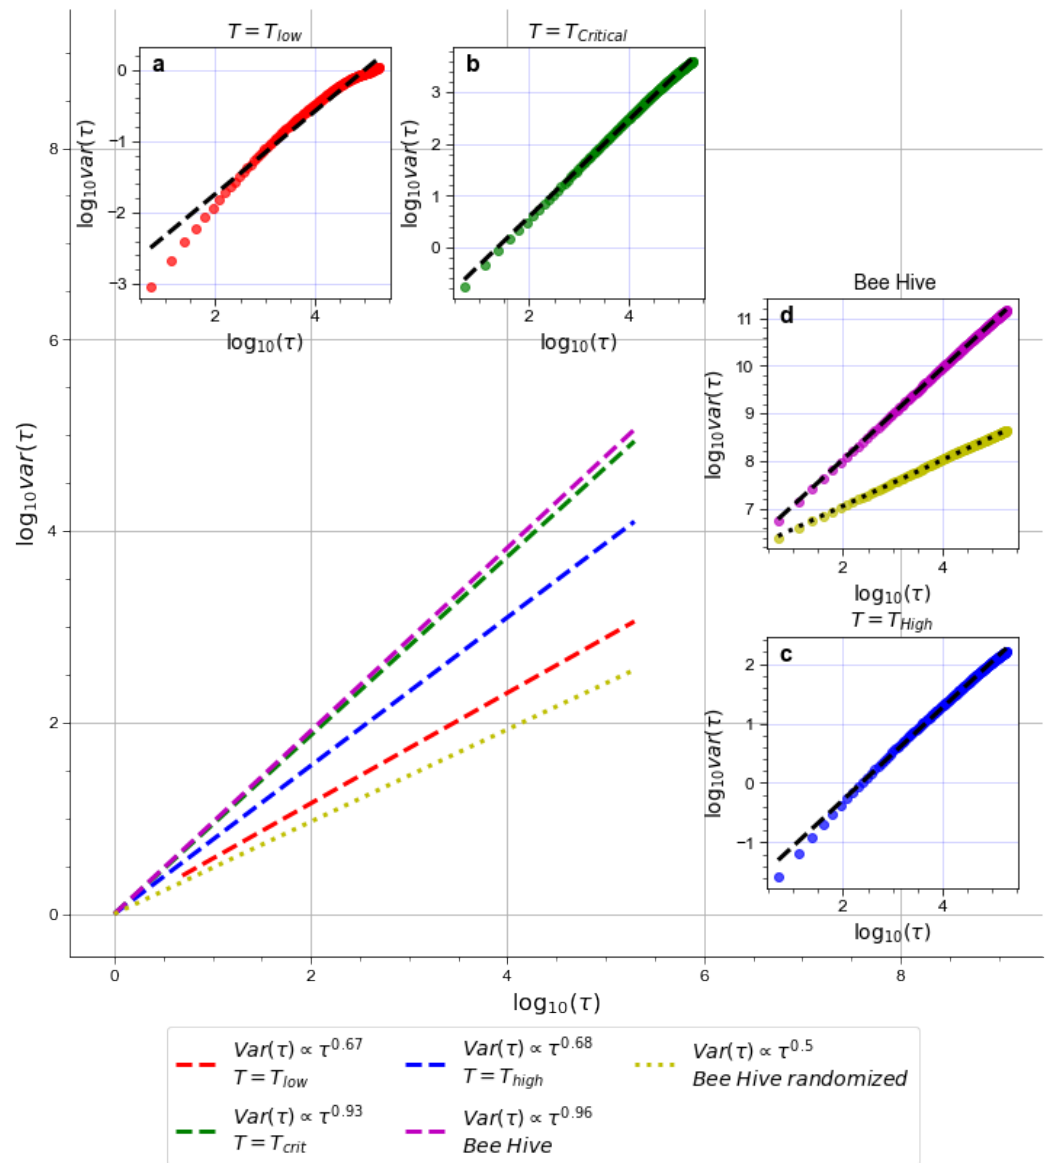 T = T_low
a
log₁₀var(τ)
0
−1
−2
−3
2 4
log₁₀(τ)
T = T_Critical
b
log₁₀var(τ)
3
2
1
0
2 4
log₁₀(τ)
Bee Hive
d
log₁₀var(τ)
11
10
9
8
7
2 4
log₁₀(τ)
T = T_High
c
log₁₀var(τ)
2
1
0
−1
2 4
log₁₀(τ)
log₁₀var(τ)
8
6
4
2
0
0 2 4 6 8
log₁₀(τ)
Var(τ) ∝ τ^0.67
T = T_low
Var(τ) ∝ τ^0.93
T = T_crit
Var(τ) ∝ τ^0.68
T = T_high
Var(τ) ∝ τ^0.96
Bee Hive
Var(τ) ∝ τ^0.5
Bee Hive randomized